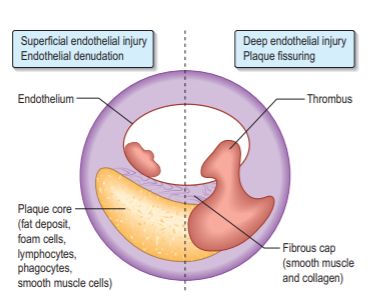 Superficial endothelial injury
Endothelial denudation
Deep endothelial injury
Plaque fissuring
Endothelium
Thrombus
Plaque core
(fat deposit,
foam cells,
lymphocytes,
phagocytes,
smooth muscle cells)
Fibrous cap
(smooth muscle
and collagen)